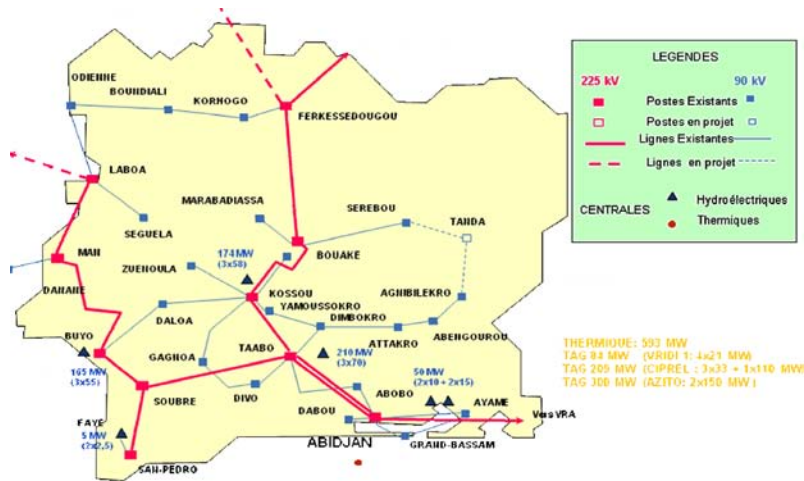 ODIENNE
BOUNDIALI
KORHOGO
FERKESSEDOUGOU
LABOA
MARABADIASSA
SEREBOU
TANDA
SEGUELA
MAN
ZUENOULA
174 MW
(3x58)
BOUAKE
DANANE
KOSSOU
YAMOUSSOKRO
AGNIBILEKRO
DIMBOKRO
BUYO
DALOA
ATTAKRO
ABENGOUROU
GAGNOA
TAABO
210 MW
(3x70)
165 MW
(3x55)
SOUBRE
DIVO
50 MW
(2x10 + 2x15)
ABOBO
AYAME
DABOU
FAYE
5 MW
(2x2,5)
Vers VRA
ABIDJAN
GRAND-BASSAM
SAN-PEDRO
LEGENDES
225 kV
90 kV
Postes Existants
Postes en projet
Lignes Existantes
Lignes en projet
CENTRALES
Hydroélectriques
Thermiques
THERMIQUE: 593 MW
TAG 84 MW (VRIDI 1: 4x21 MW)
TAG 209 MW (CIPREL : 3x33 + 1x110 MW)
TAG 300 MW (AZITO: 2x150 MW )